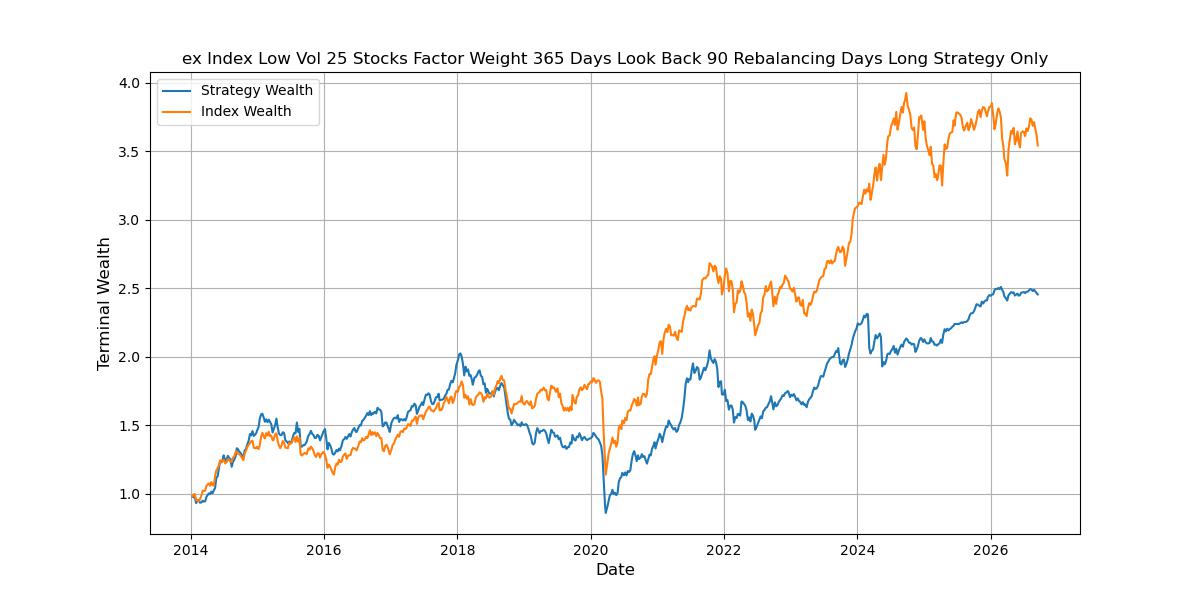 ex Index Low Vol 25 Stocks Factor Weight 365 Days Look Back 90 Rebalancing Days Long Strategy Only
Strategy Wealth
Index Wealth
4.0
3.5
3.0
2.5
2.0
1.5
1.0
Terminal Wealth
2014
2016
2018
2020
2022
2024
2026
Date